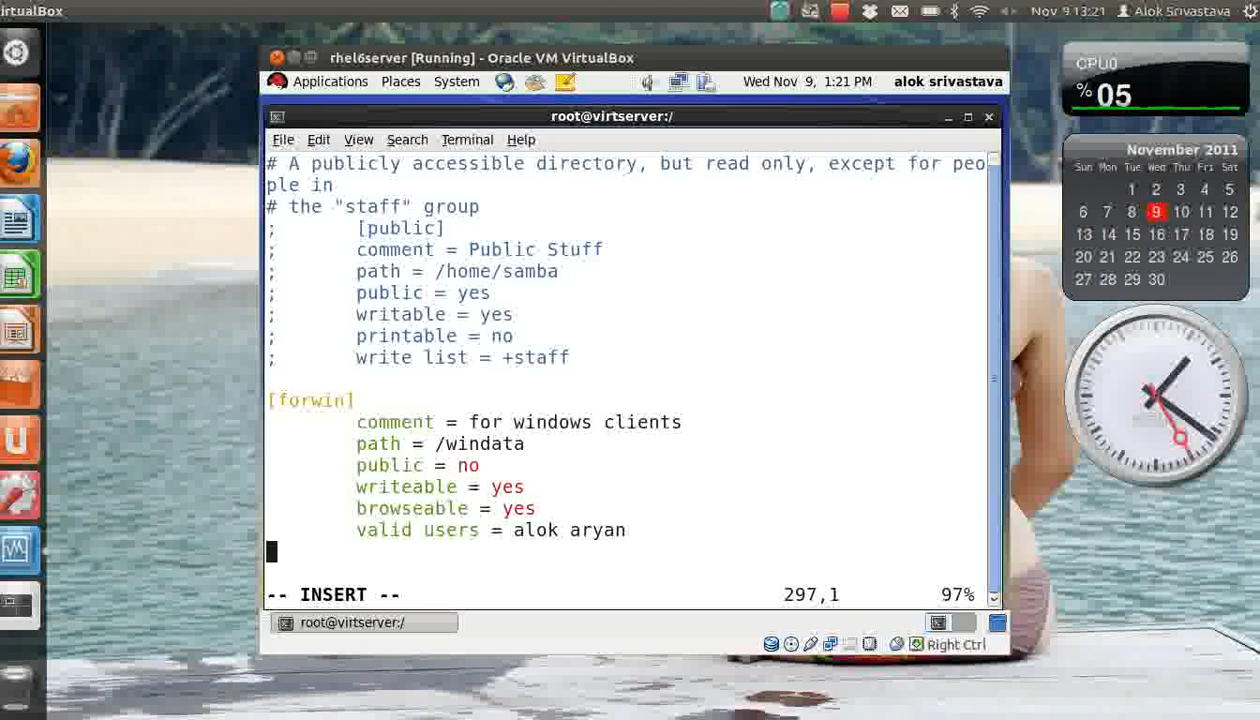 irtualBox
Nov 9 13:21 Alok Srivastava
rhel6server [Running] - Oracle VM VirtualBox
Applications Places System Wed Nov 9, 1:21 PM alok srivastava
root@virtserver:/
File Edit View Search Terminal Help
# A publicly accessible directory, but read only, except for peo
ple in
# the "staff" group
; [public]
; comment = Public Stuff
; path = /home/samba
; public = yes
; writable = yes
; printable = no
; write list = +staff
[forwin]
comment = for windows clients
path = /windata
public = no
writeable = yes
browseable = yes
valid users = alok aryan
-- INSERT -- 297,1 97%
root@virtserver:/
Right Ctrl
CPU0
% 05
November 2011
Sun Mon Tue Wed Thu Fri Sat
1 2 3 4 5
6 7 8 9 10 11 12
13 14 15 16 17 18 19
20 21 22 23 24 25 26
27 28 29 30